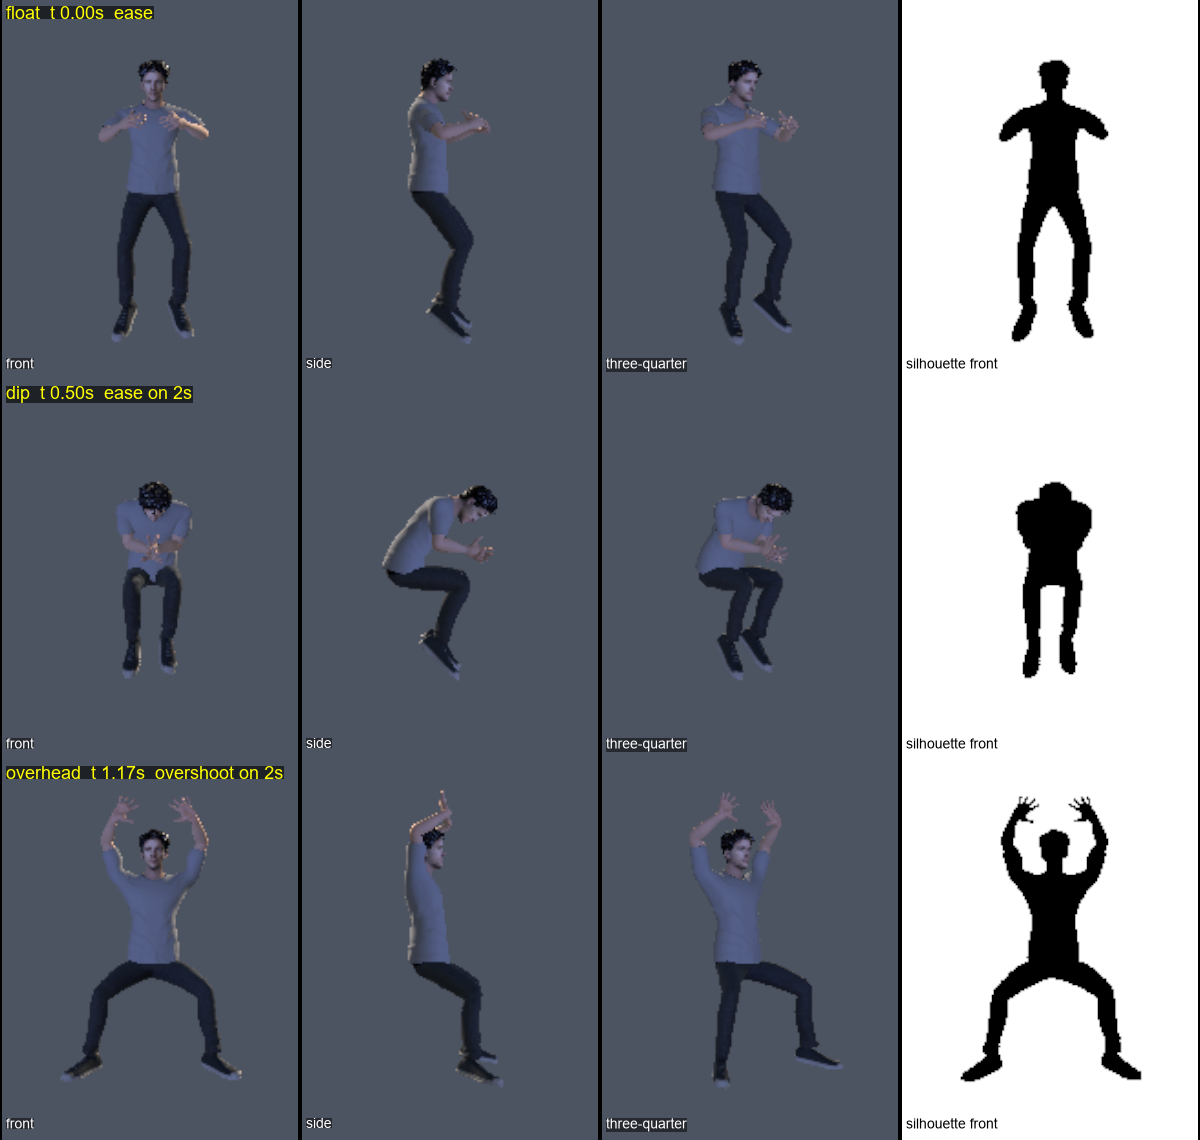 float  t 0.00s  ease
front
side
three-quarter
silhouette front
dip  t 0.50s  ease on 2s
front
side
three-quarter
silhouette front
overhead  t 1.17s  overshoot on 2s
front
side
three-quarter
silhouette front